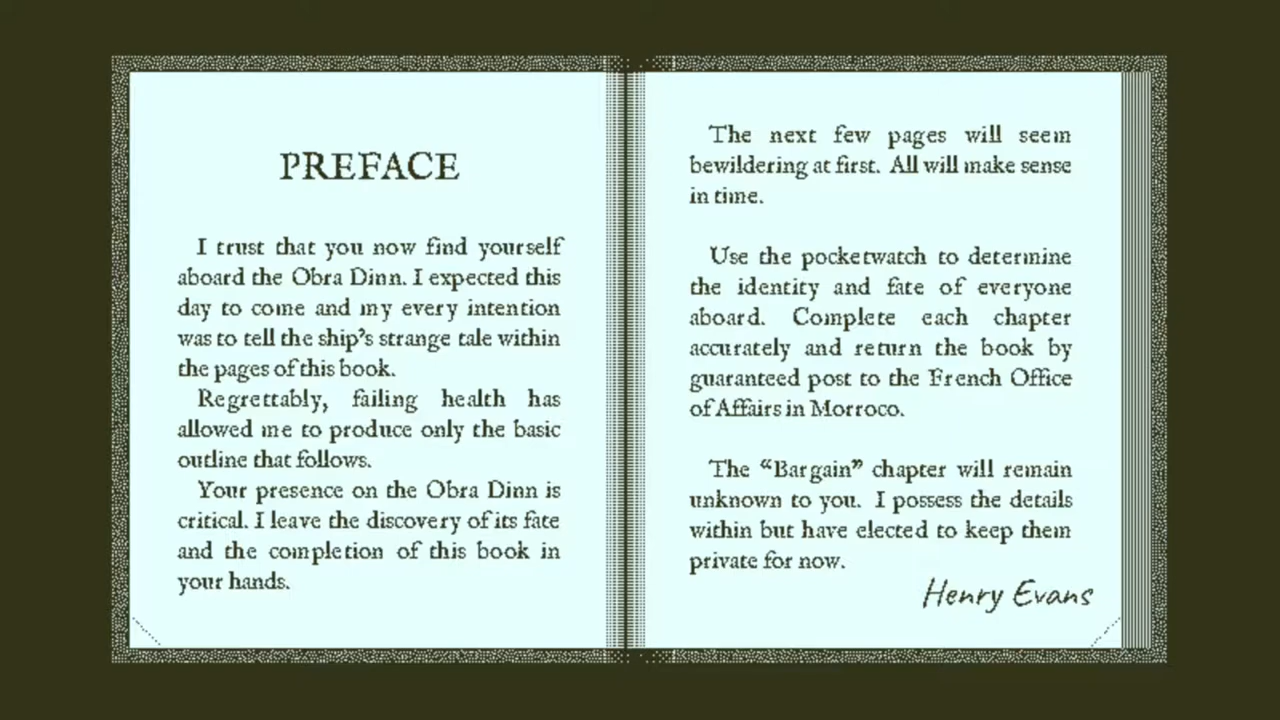 PREFACE
I trust that you now find yourself
aboard the Obra Dinn. I expected this
day to come and my every intention
was to tell the ship's strange tale within
the pages of this book.
Regrettably, failing health has
allowed me to produce only the basic
outline that follows.
Your presence on the Obra Dinn is
critical. I leave the discovery of its fate
and the completion of this book in
your hands.
The next few pages will seem
bewildering at first. All will make sense
in time.
Use the pocketwatch to determine
the identity and fate of everyone
aboard. Complete each chapter
accurately and return the book by
guaranteed post to the French Office
of Affairs in Morroco.
The “Bargain” chapter will remain
unknown to you. I possess the details
within but have elected to keep them
private for now.
Henry Evans